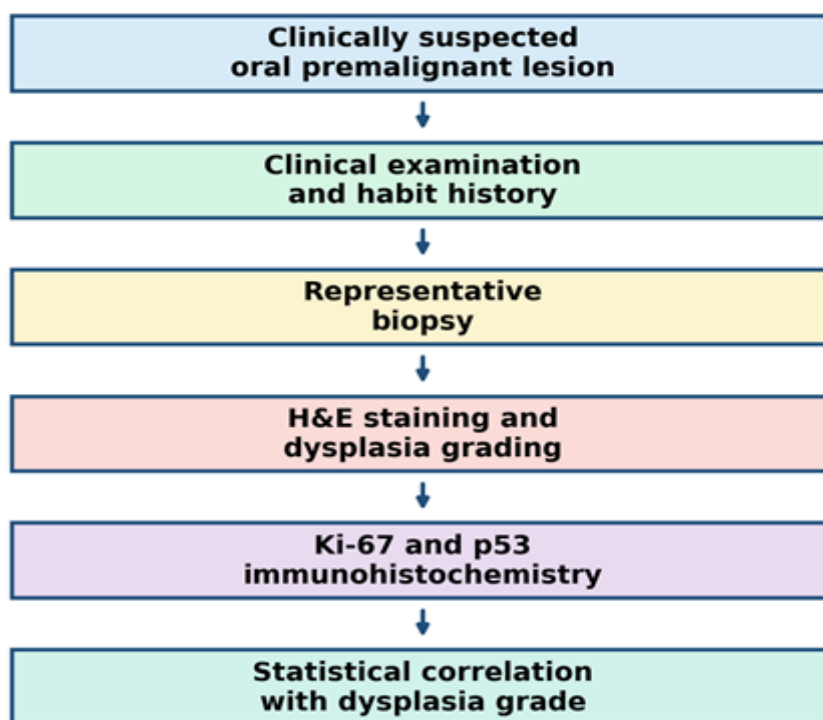 Clinically suspected
oral premalignant lesion
Clinical examination
and habit history
Representative
biopsy
H&E staining and
dysplasia grading
Ki-67 and p53
immunohistochemistry
Statistical correlation
with dysplasia grade